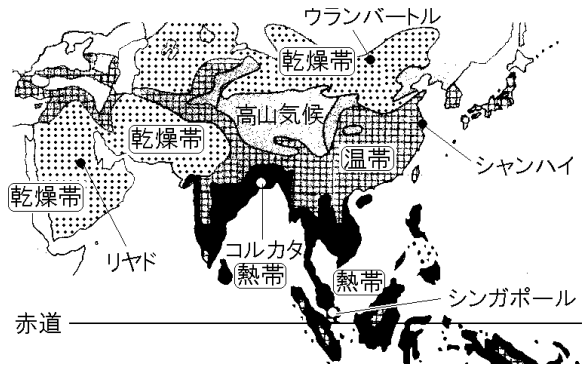 ウランバートル
乾燥帯
高山気候
乾燥帯
温帯
シャンハイ
乾燥帯
リヤド
コルカタ
熱帯
熱帯
シンガポール
赤道